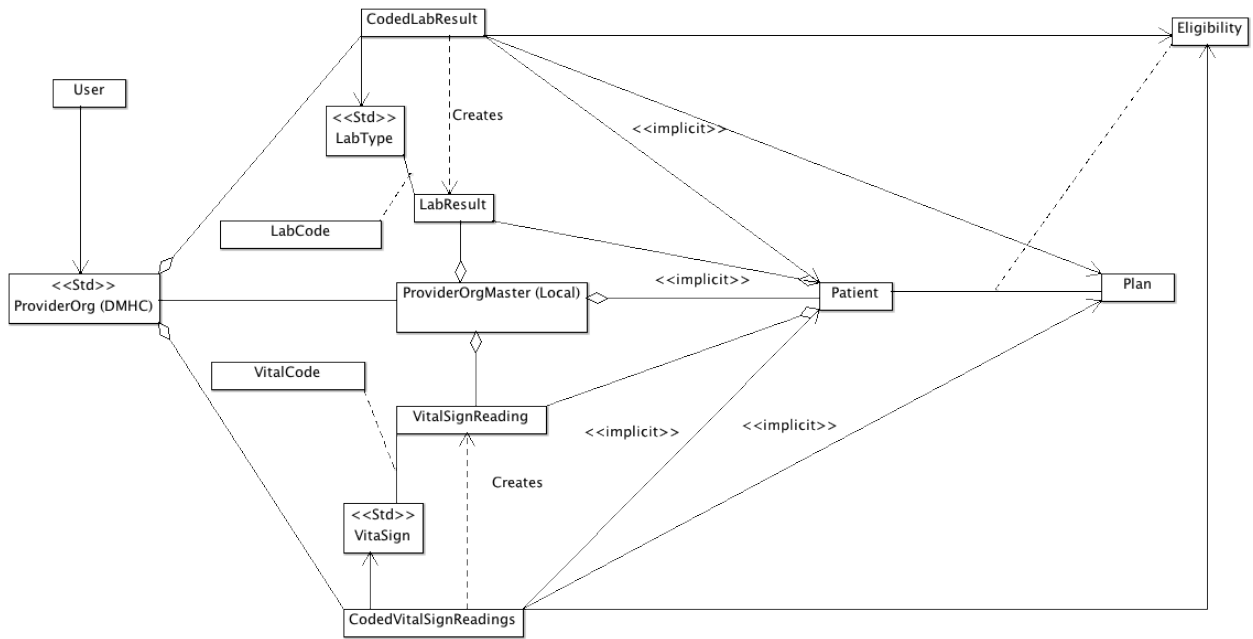 CodedLabResult
Eligibility
User
<<Std>>
LabType
Creates
<<implicit>>
LabResult
LabCode
<<Std>>
ProviderOrg (DMHC)
ProviderOrgMaster (Local)
<<implicit>>
Patient
Plan
VitalCode
VitalSignReading
<<implicit>>
<<implicit>>
Creates
<<Std>>
VitaSign
CodedVitalSignReadings